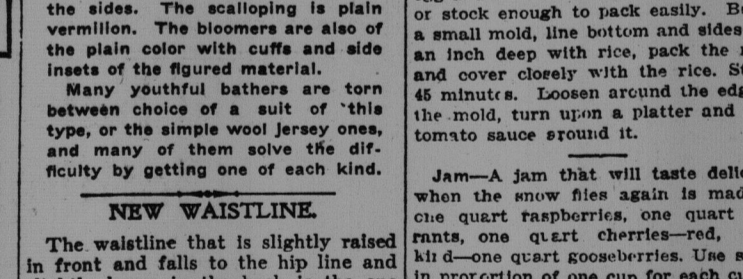 the sides. The scalloping is plain
vermilion. The bloomers are also of
the plain color with cuffs and side
insets of the figured material.
Many youthful bathers are torn
between choice of a suit of this
type, or the simple wool jersey ones,
and many of them solve the dif-
ficulty by getting one of each kind.
NEW WAISTLINE.
The waistline that is slightly raised
in front and falls to the hip line and
or stock enough to pack easily.
a small mold, line bottom and sides
an inch deep with rice, pack the
and cover closely with the rice.
45 minutes. Loosen around the
the mold, turn upon a platter and
tomato sauce around it.
Jam—A jam that will taste
when the snow flies again is
one quart raspberries, one quart
rants, one quart cherries—red,
kind—one quart gooseberries. Use
in proportion of one cup for each